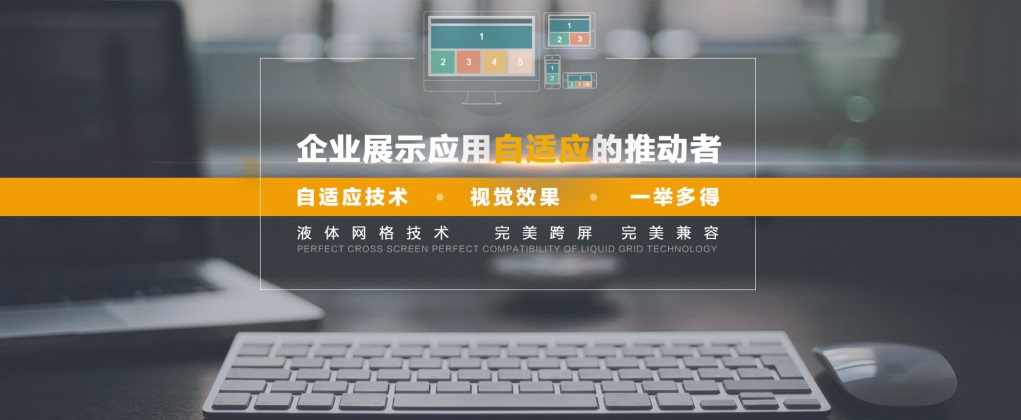 1
2 3 4 5
1
2 3
1
2
1
2 3 4
企业展示应用自适应的推动者
自适应技术 · 视觉效果 · 一举多得
液体网格技术 完美跨屏 完美兼容
PERFECT CROSS SCREEN PERFECT COMPATIBILITY OF LIQUID GRID TECHNOLOGY